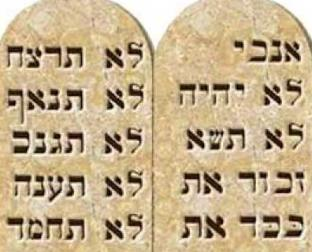 אנכי
לא יהיה
לא תשא
זכור את
כבד את
לא תרצח
לא תנאף
לא תגנב
לא תענה
לא תחמד